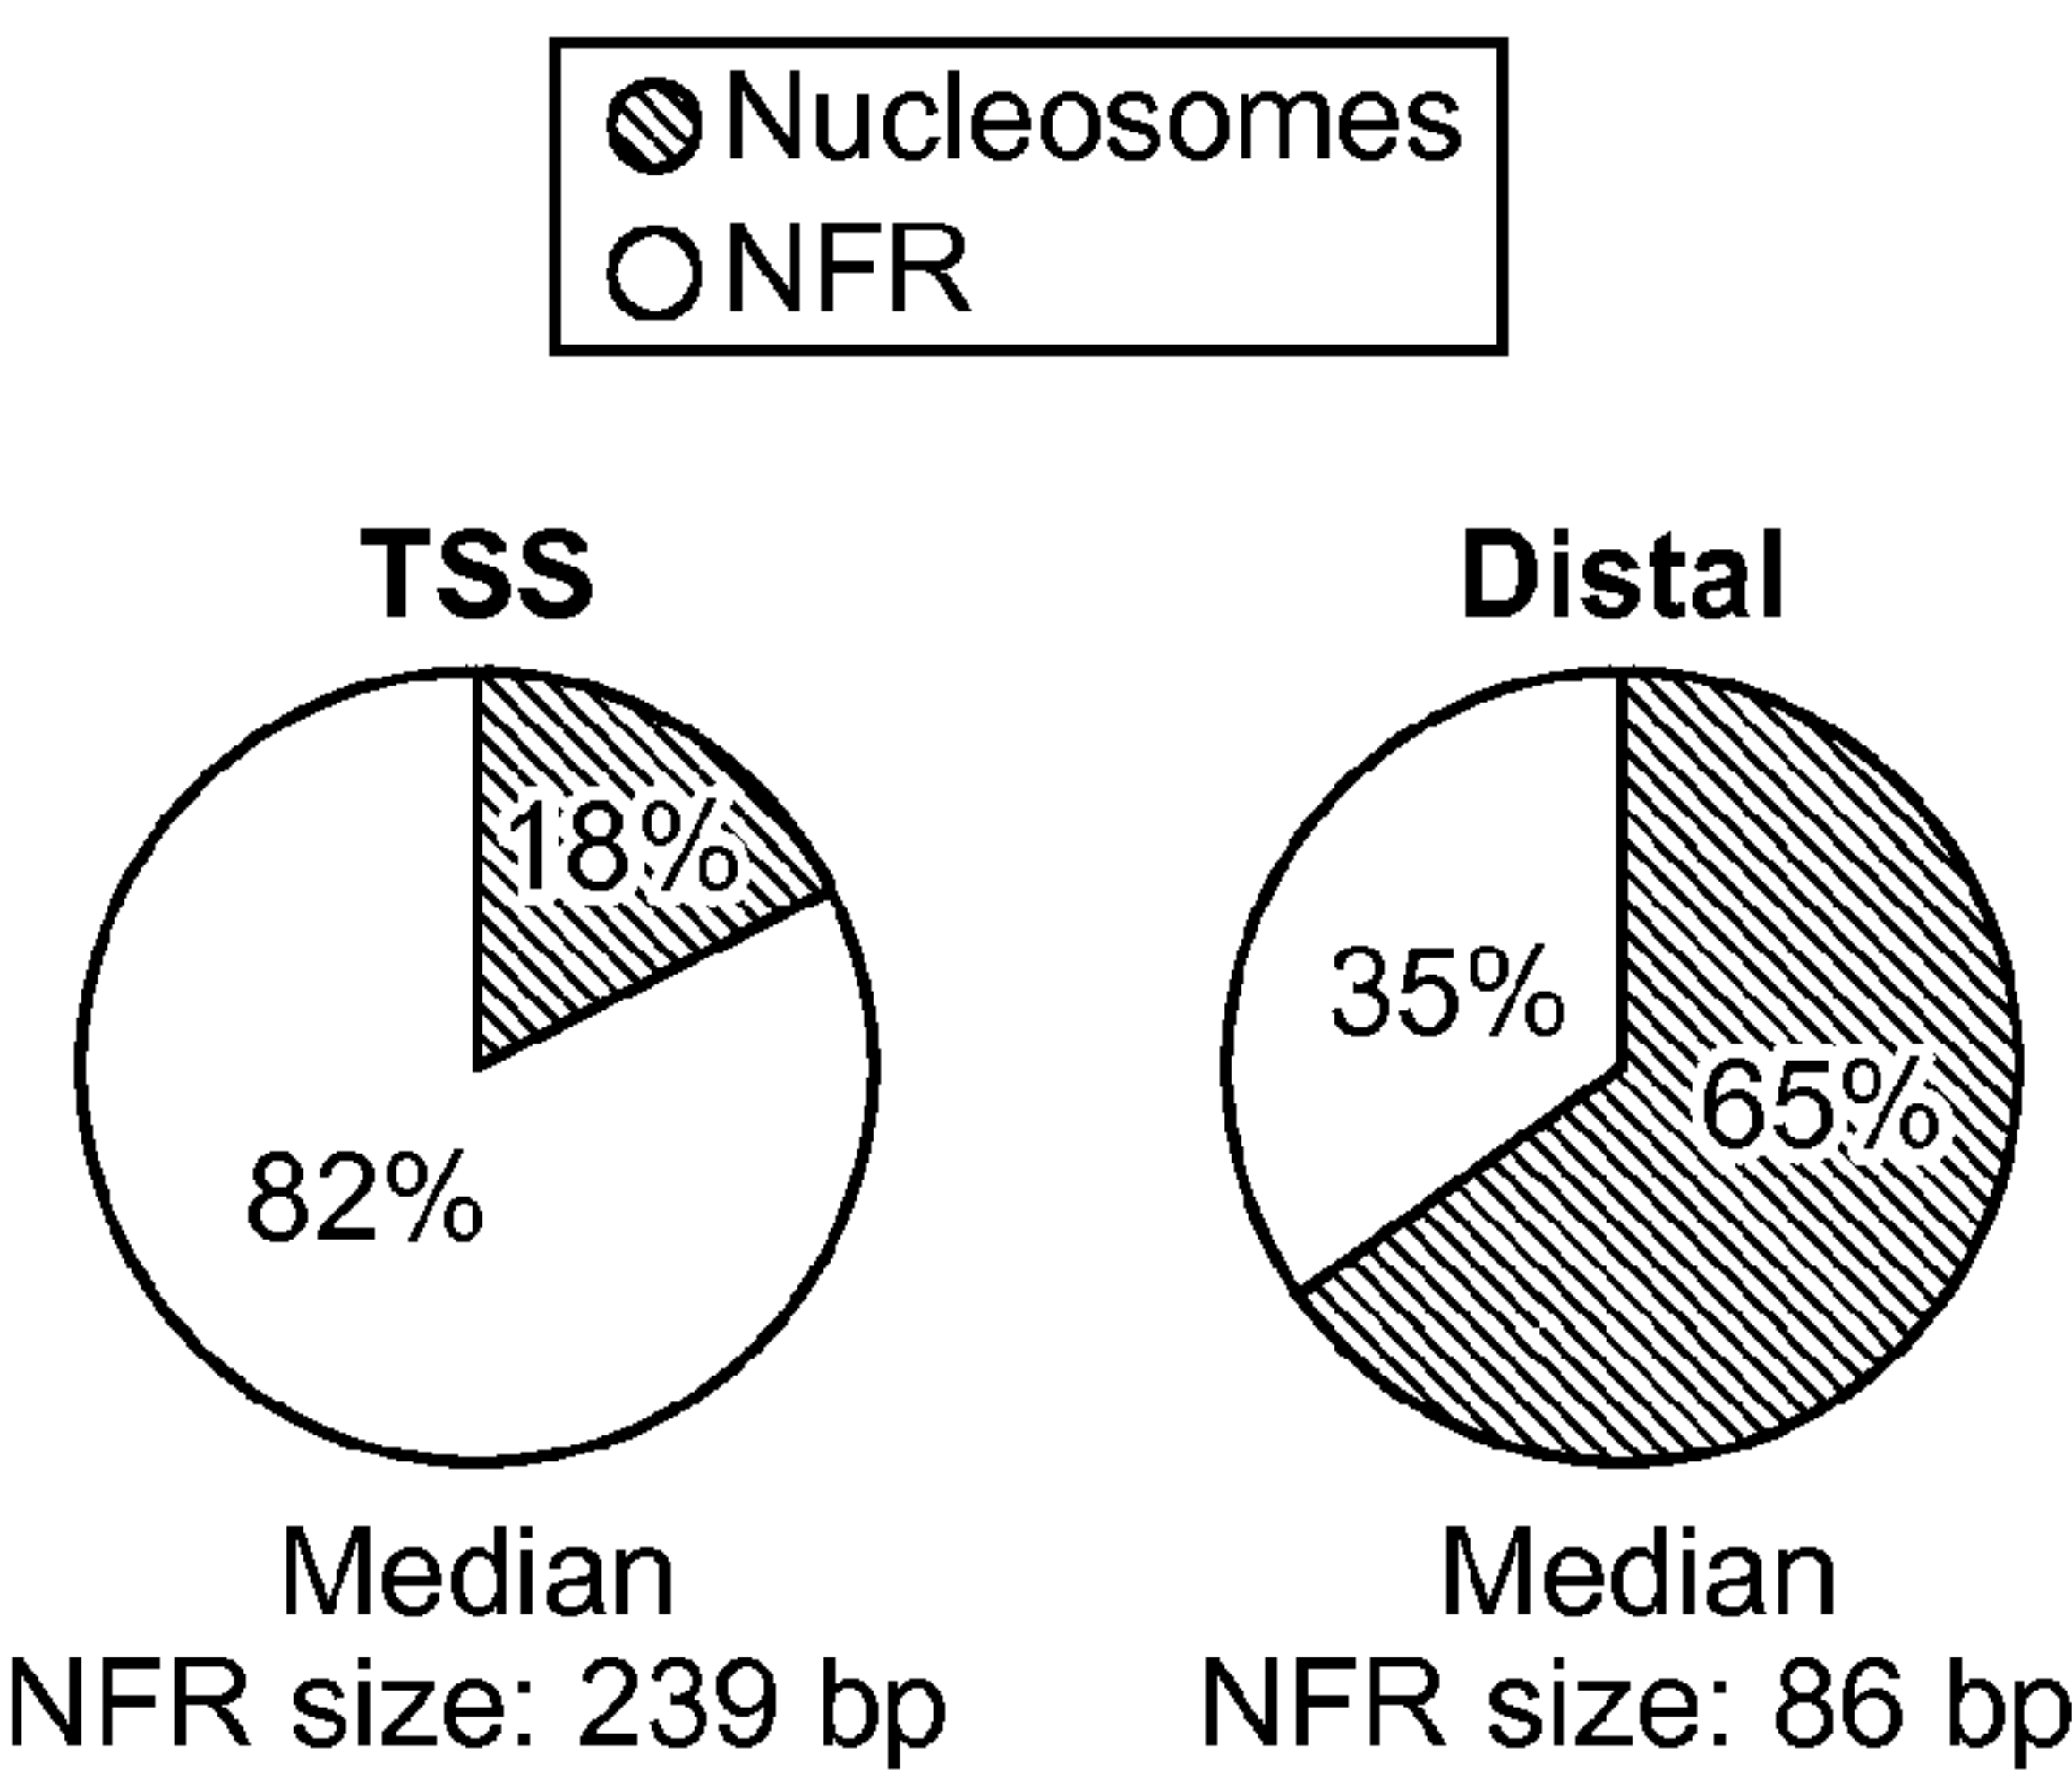 Nucleosomes
NFR
TSS
18%
82%
Median
NFR size: 239 bp
Distal
35%
65%
Median
NFR size: 86 bp